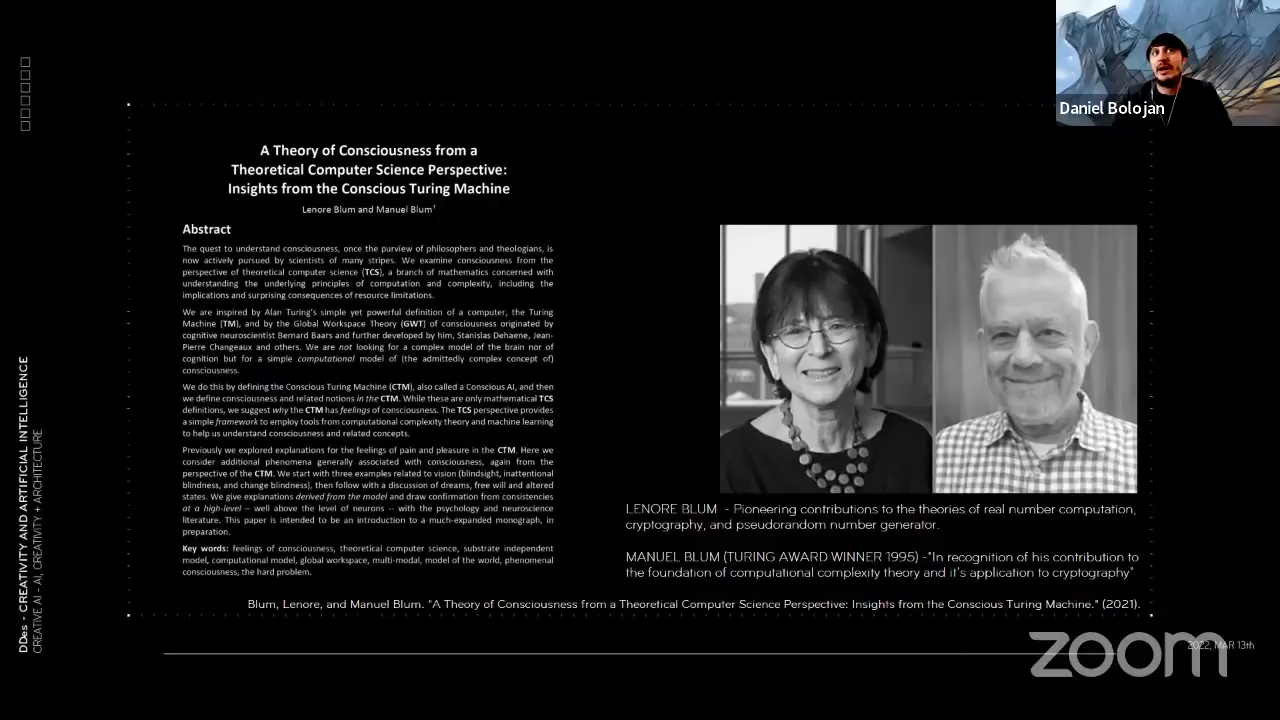 Daniel Bolojan
DDes - CREATIVITY AND ARTIFICIAL INTELLIGENCE
CREATIVE AI - AI, CREATIVITY + ARCHITECTURE
A Theory of Consciousness from a
Theoretical Computer Science Perspective:
Insights from the Conscious Turing Machine
Lenore Blum and Manuel Blum†
Abstract
The quest to understand consciousness, once the purview of philosophers and theologians, is
now actively pursued by scientists of many stripes. We examine consciousness from the
perspective of theoretical computer science (TCS), a branch of mathematics concerned with
understanding the underlying principles of computation and complexity, including the
implications and surprising consequences of resource limitations.
We are inspired by Alan Turing's simple yet powerful definition of a computer, the Turing
Machine (TM), and by the Global Workspace Theory (GWT) of consciousness originated by
cognitive neuroscientist Bernard Baars and further developed by him, Stanislas Dehaene, Jean-
Pierre Changeaux and others. We are not looking for a complex model of the brain nor of
cognition but for a simple computational model of (the admittedly complex concept of)
consciousness.
We do this by defining the Conscious Turing Machine (CTM), also called a Conscious AI, and then
we define consciousness and related notions in the CTM. While these are only mathematical TCS
definitions, we suggest why the CTM has feelings of consciousness. The TCS perspective provides
a simple framework to employ tools from computational complexity theory and machine learning
to help us understand consciousness and related concepts.
Previously we explored explanations for the feelings of pain and pleasure in the CTM. Here we
consider additional phenomena generally associated with consciousness, again from the
perspective of the CTM. We start with three examples related to vision (blindsight, inattentional
blindness, and change blindness), then follow with a discussion of dreams, free will and altered
states. We give explanations derived from the model and draw confirmation from consistencies
at a high-level – well above the level of neurons -- with the psychology and neuroscience
literature. This paper is intended to be an introduction to a much-expanded monograph, in
preparation.
Key words: feelings of consciousness, theoretical computer science, substrate independent
model, computational model, global workspace, multi-modal, model of the world, phenomenal
consciousness, the hard problem.
LENORE BLUM - Pioneering contributions to the theories of real number computation,
cryptography, and pseudorandom number generator.
MANUEL BLUM (TURING AWARD WINNER 1995) -"In recognition of his contribution to
the foundation of computational complexity theory and it's application to cryptography"
Blum, Lenore, and Manuel Blum. "A Theory of Consciousness from a Theoretical Computer Science Perspective: Insights from the Conscious Turing Machine." (2021).
2022, MAR 13th
zoom